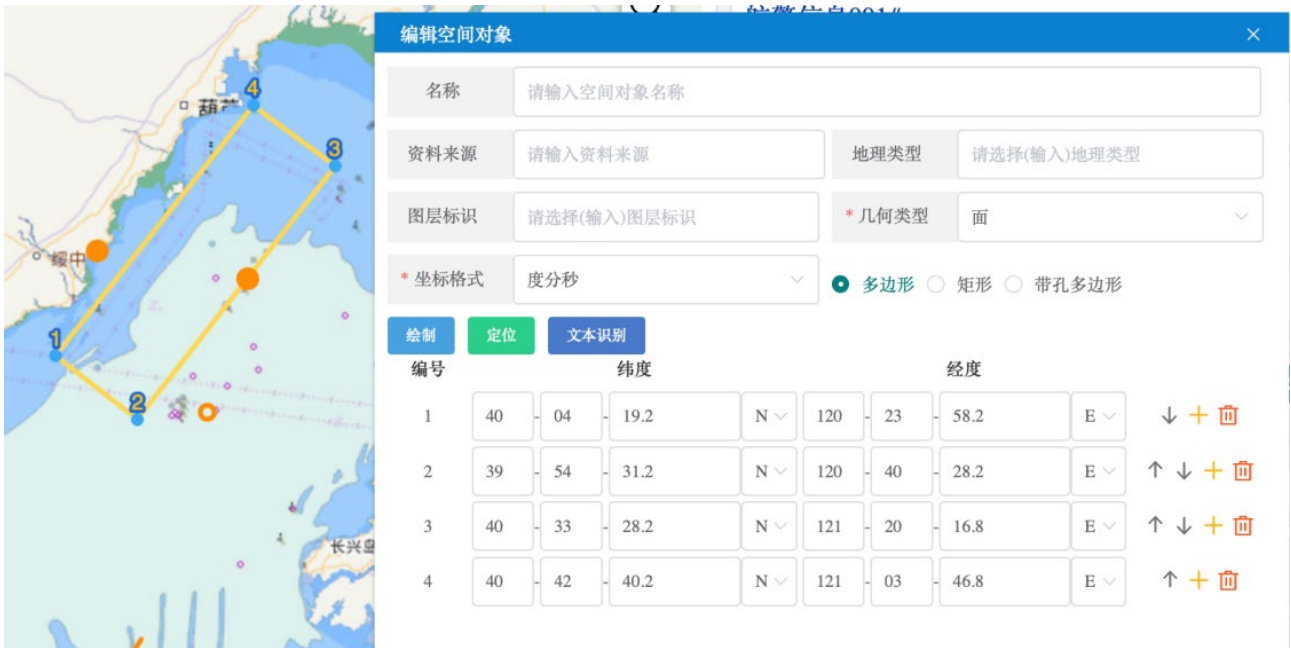 编辑空间对象
名称 请输入空间对象名称
资料来源 请输入资料来源 地理类型 请选择(输入)地理类型
图层标识 请选择(输入)图层标识 * 几何类型 面
* 坐标格式 度分秒 多边形 矩形 带孔多边形
绘制 定位 文本识别
编号 纬度 经度
1 40 - 04 - 19.2 N 120 - 23 - 58.2 E
2 39 - 54 - 31.2 N 120 - 40 - 28.2 E
3 40 - 33 - 28.2 N 121 - 20 - 16.8 E
4 40 - 42 - 40.2 N 121 - 03 - 46.8 E
4
葫芦
3
绥中
1
2
长兴岛